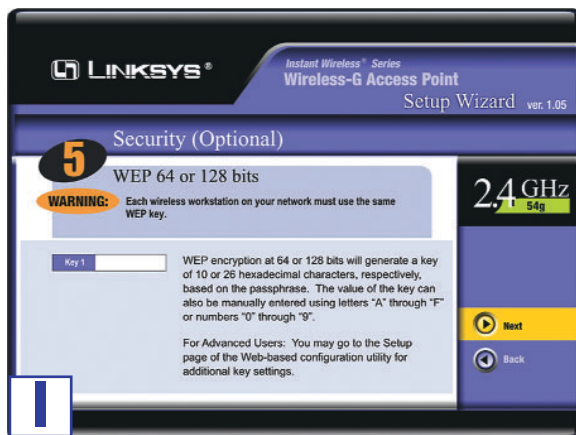 LINKSYS®
Instant Wireless® Series
Wireless-G Access Point
Setup Wizard ver. 1.05
Security (Optional)
5
WEP 64 or 128 bits
WARNING: Each wireless workstation on your network must use the same
WEP key.
2.4 GHz
54g
Key 1
WEP encryption at 64 or 128 bits will generate a key
of 10 or 26 hexadecimal characters, respectively,
based on the passphrase. The value of the key can
also be manually entered using letters "A" through "F"
or numbers "0" through "9".
For Advanced Users: You may go to the Setup
page of the Web-based configuration utility for
additional key settings.
Next
Back
I